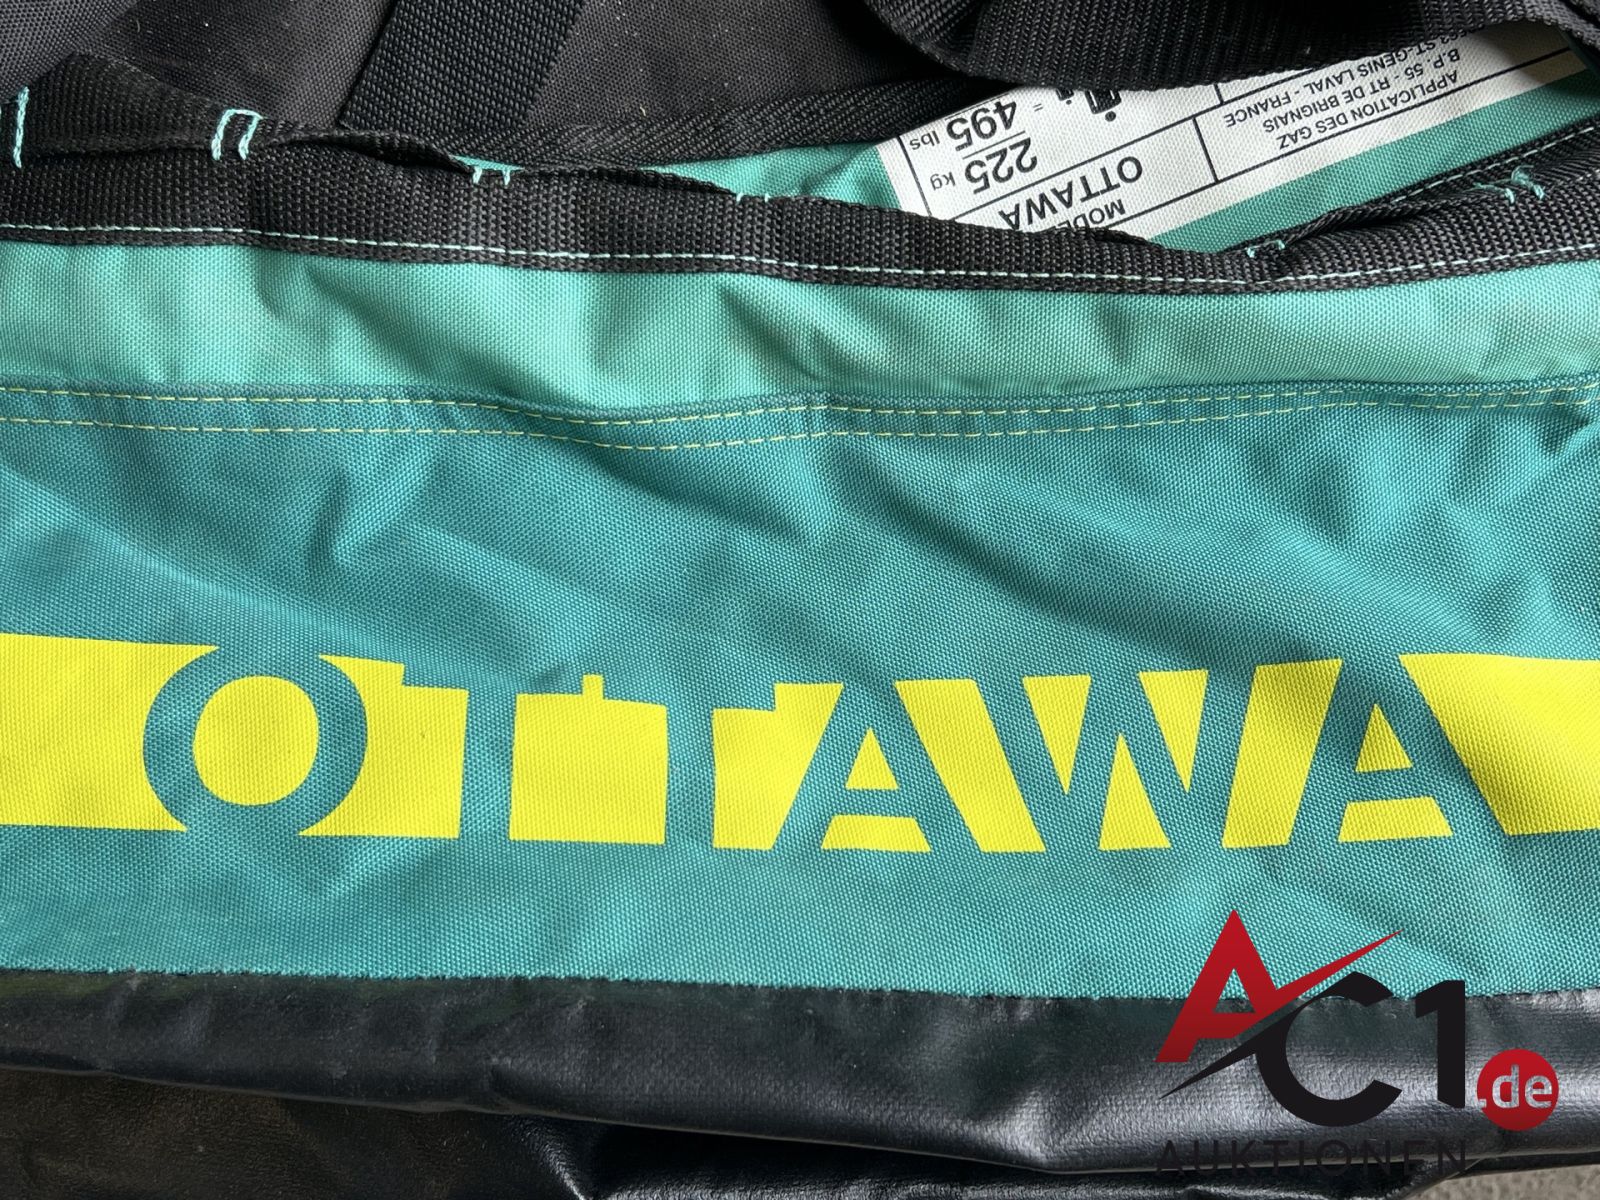 APPLICATION DES GAZ
B.P. 55 - RT DE BRIGNAIS
ST-GENIS LAVAL - FRANCE
OTTAWA
225 kg
495 lbs
=
OTTAWA
AC1.de
AUKTIONEN